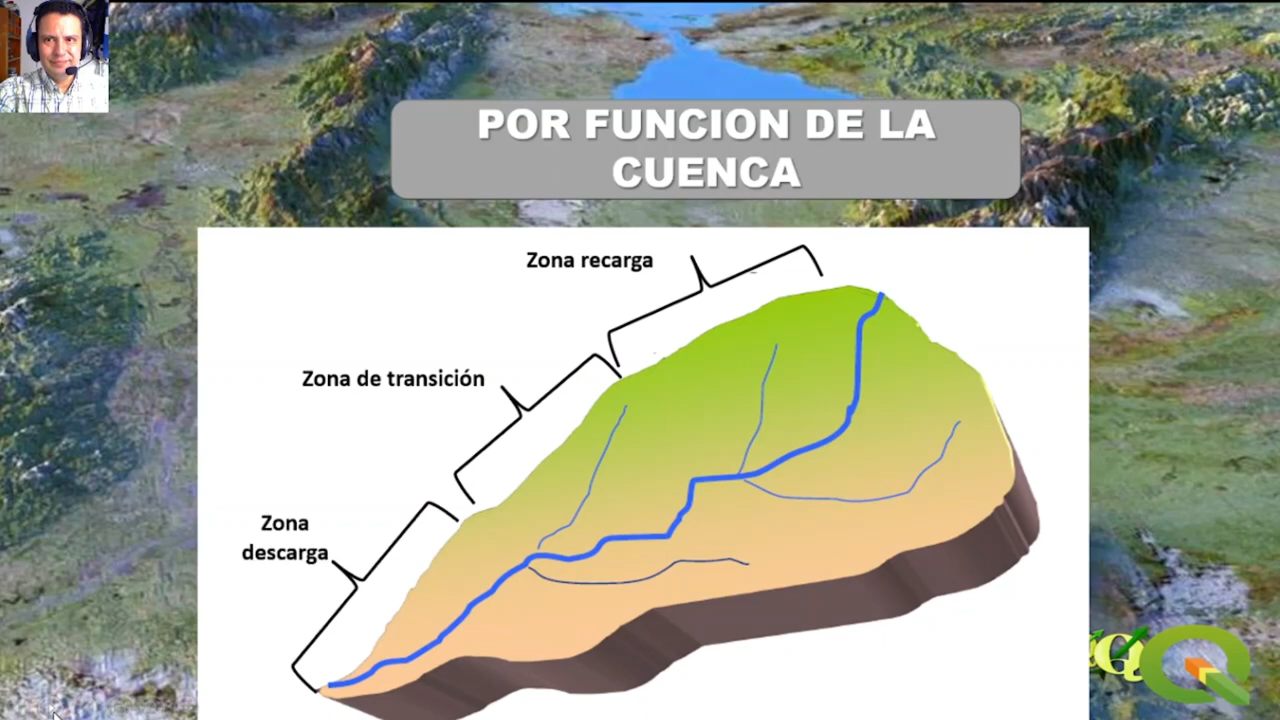 POR FUNCION DE LA
CUENCA
Zona recarga
Zona de transición
Zona
descarga